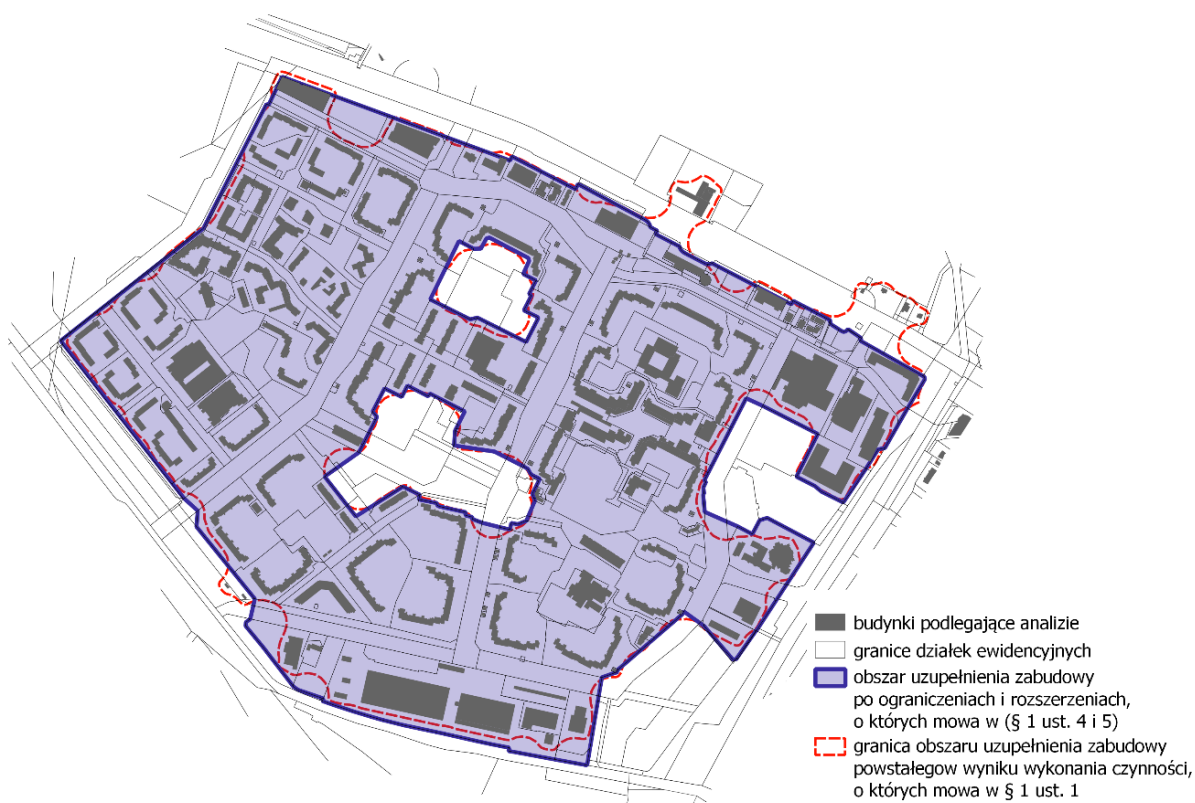 budynki podlegające analizie
granice działek ewidencyjnych
obszar uzupełnienia zabudowy
po ograniczeniach i rozszerzeniach,
o których mowa w (§ 1 ust. 4 i 5)
granica obszaru uzupełnienia zabudowy
powstałegow wyniku wykonania czynności,
o których mowa w § 1 ust. 1